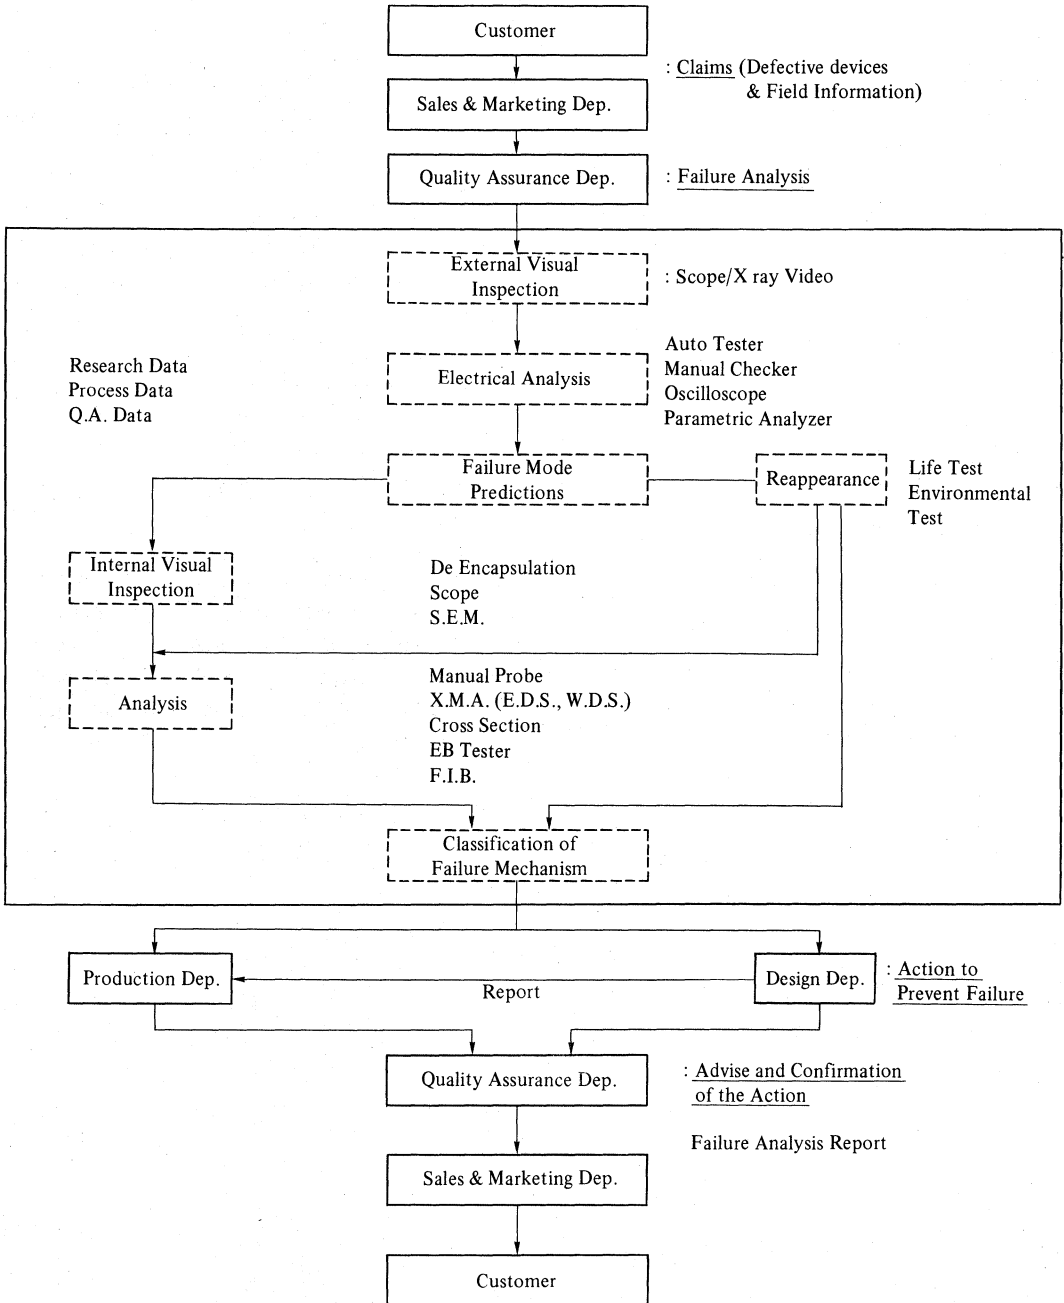 Customer
: Claims (Defective devices
& Field Information)
Sales & Marketing Dep.
Quality Assurance Dep.
: Failure Analysis
External Visual
Inspection
: Scope/X ray Video
Research Data
Process Data
Q.A. Data
Electrical Analysis
Auto Tester
Manual Checker
Oscilloscope
Parametric Analyzer
Failure Mode
Predictions
Reappearance
Life Test
Environmental
Test
Internal Visual
Inspection
De Encapsulation
Scope
S.E.M.
Analysis
Manual Probe
X.M.A. (E.D.S., W.D.S.)
Cross Section
EB Tester
F.I.B.
Classification of
Failure Mechanism
Production Dep.
Report
Design Dep.
: Action to
Prevent Failure
Quality Assurance Dep.
: Advise and Confirmation
of the Action
Failure Analysis Report
Sales & Marketing Dep.
Customer